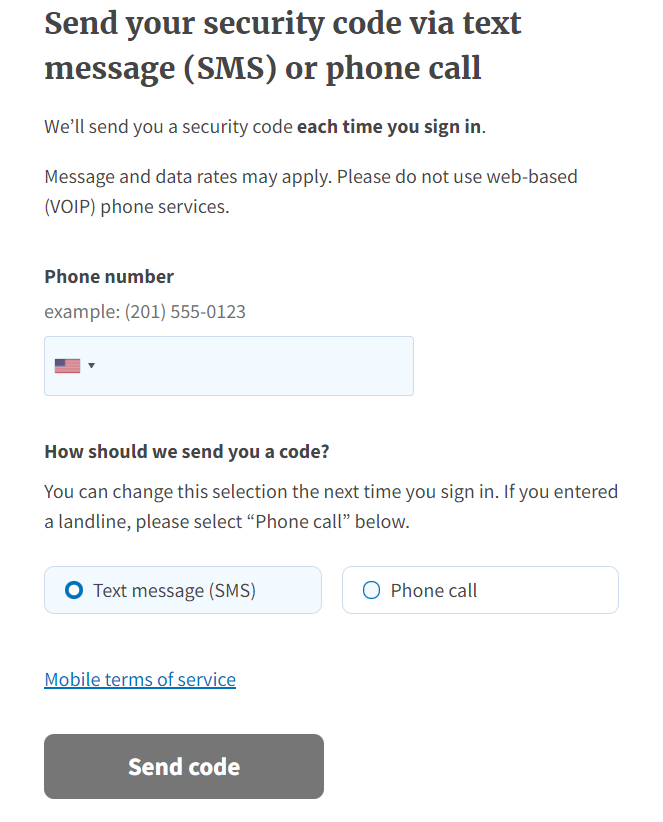 Send your security code via text
message (SMS) or phone call
We’ll send you a security code each time you sign in.
Message and data rates may apply. Please do not use web-based
(VOIP) phone services.
Phone number
example: (201) 555-0123
How should we send you a code?
You can change this selection the next time you sign in. If you entered
a landline, please select “Phone call” below.
Text message (SMS)
Phone call
Mobile terms of service
Send code